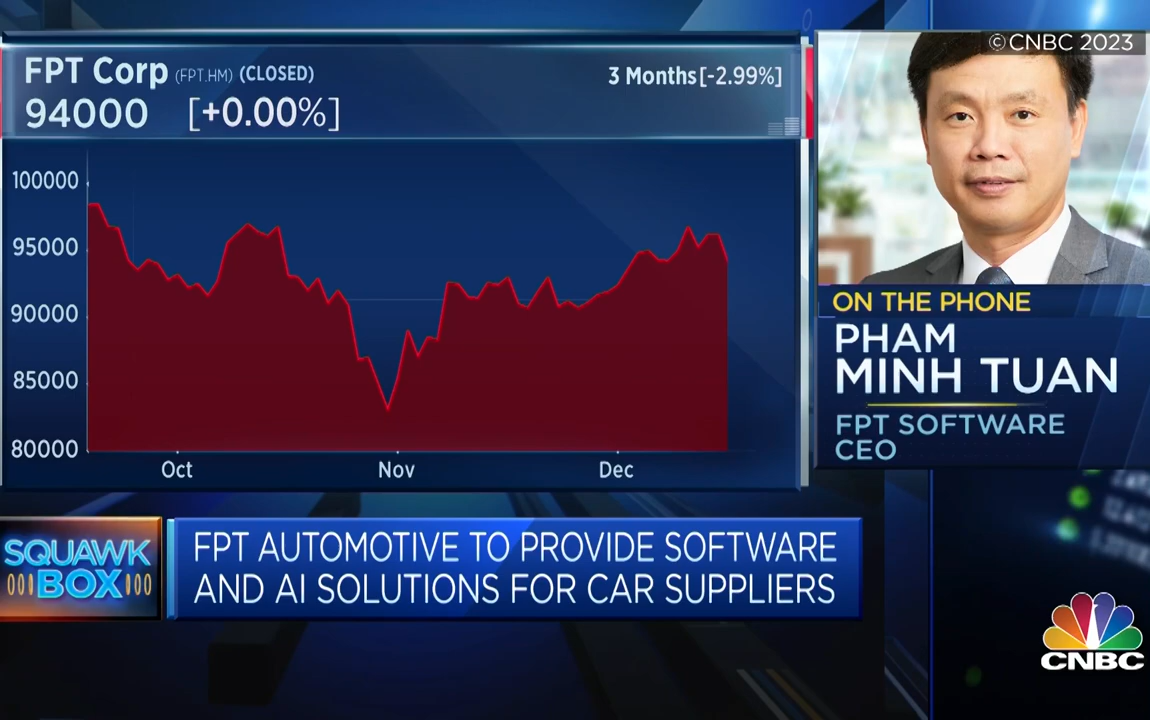 © CNBC 2023
FPT Corp (FPT.HM) (CLOSED)
94000 [+0.00%]
3 Months [-2.99%]
100000
95000
90000
85000
80000
Oct Nov Dec
ON THE PHONE
PHAM
MINH TUAN
FPT SOFTWARE
CEO
SQUAWK
BOX
FPT AUTOMOTIVE TO PROVIDE SOFTWARE
AND AI SOLUTIONS FOR CAR SUPPLIERS
CNBC